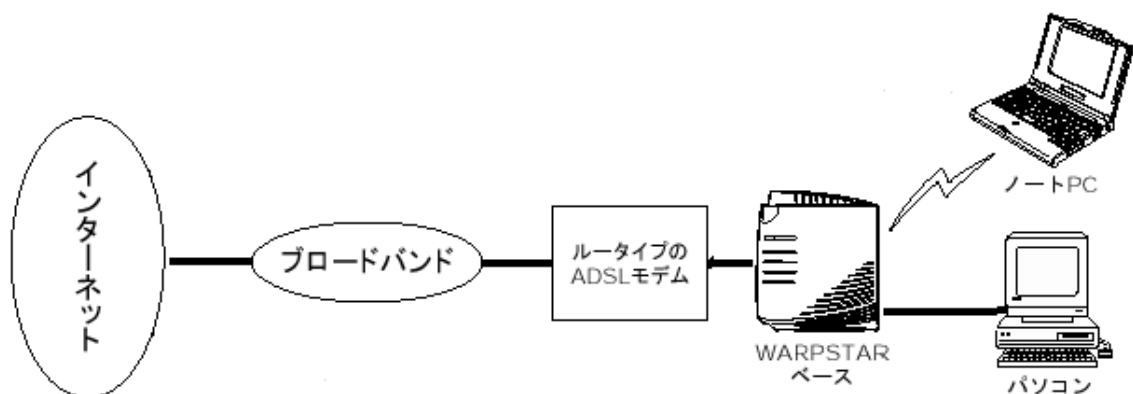 インターネット
ブロードバンド
ルータイプの
ADSLモデム
WARPSTAR
ベース
ノートPC
パソコン